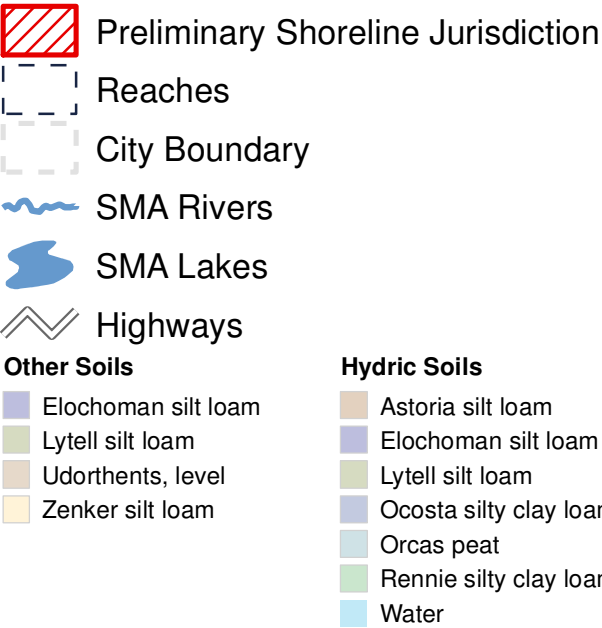 Preliminary Shoreline Jurisdiction
Reaches
City Boundary
SMA Rivers
SMA Lakes
Highways
Other Soils
Elochoman silt loam
Lytell silt loam
Udorthents, level
Zenker silt loam
Hydric Soils
Astoria silt loam
Elochoman silt loam
Lytell silt loam
Ocosta silty clay loam
Orcas peat
Rennie silty clay loam
Water